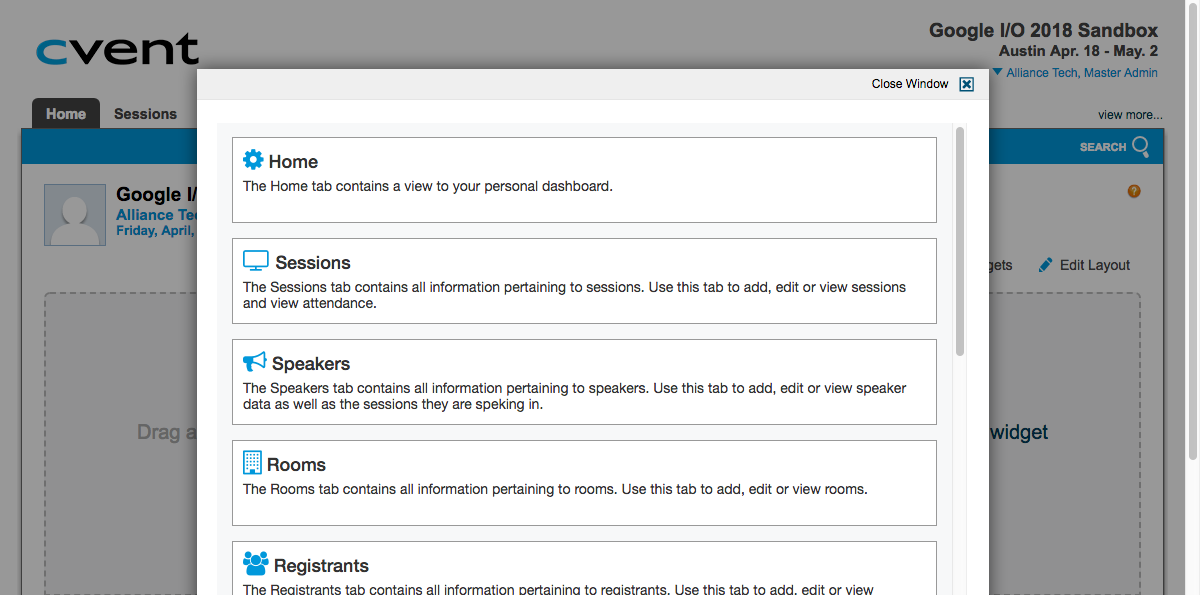 cvent
Google I/O 2018 Sandbox
Austin Apr. 18 - May. 2
Alliance Tech, Master Admin
Close Window
Home
Sessions
view more...
SEARCH
Google I/
Alliance Te
Friday, April,
?
gets
Edit Layout
Drag a
widget
Home
The Home tab contains a view to your personal dashboard.
Sessions
The Sessions tab contains all information pertaining to sessions. Use this tab to add, edit or view sessions
and view attendance.
Speakers
The Speakers tab contains all information pertaining to speakers. Use this tab to add, edit or view speaker
data as well as the sessions they are speking in.
Rooms
The Rooms tab contains all information pertaining to rooms. Use this tab to add, edit or view rooms.
Registrants
The Registrants tab contains all information pertaining to registrants. Use this tab to add, edit or view